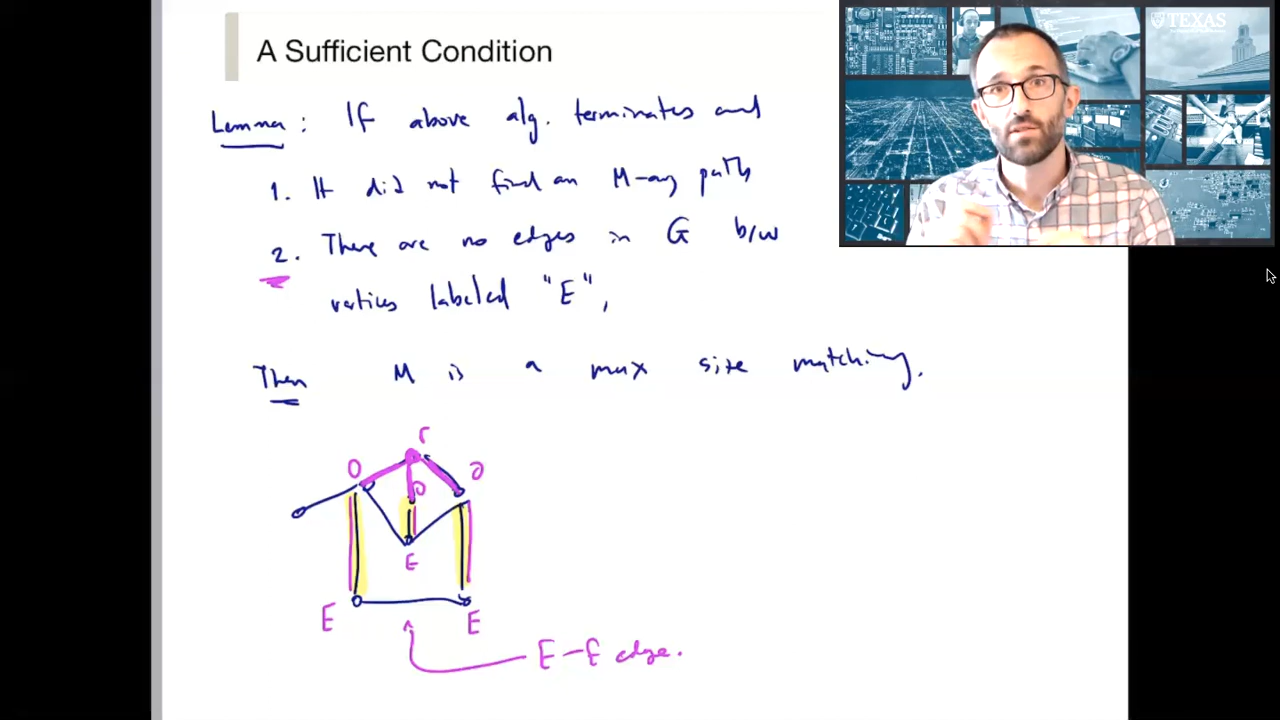 A Sufficient Condition
TEXAS
Lemma: If above alg. terminates and
1. It did not find an M-aug path
2. There are no edges in G b/w
vertices labeled "E",
Then M is a max size matching.
r
O O
O
E
E E
E-E edge.